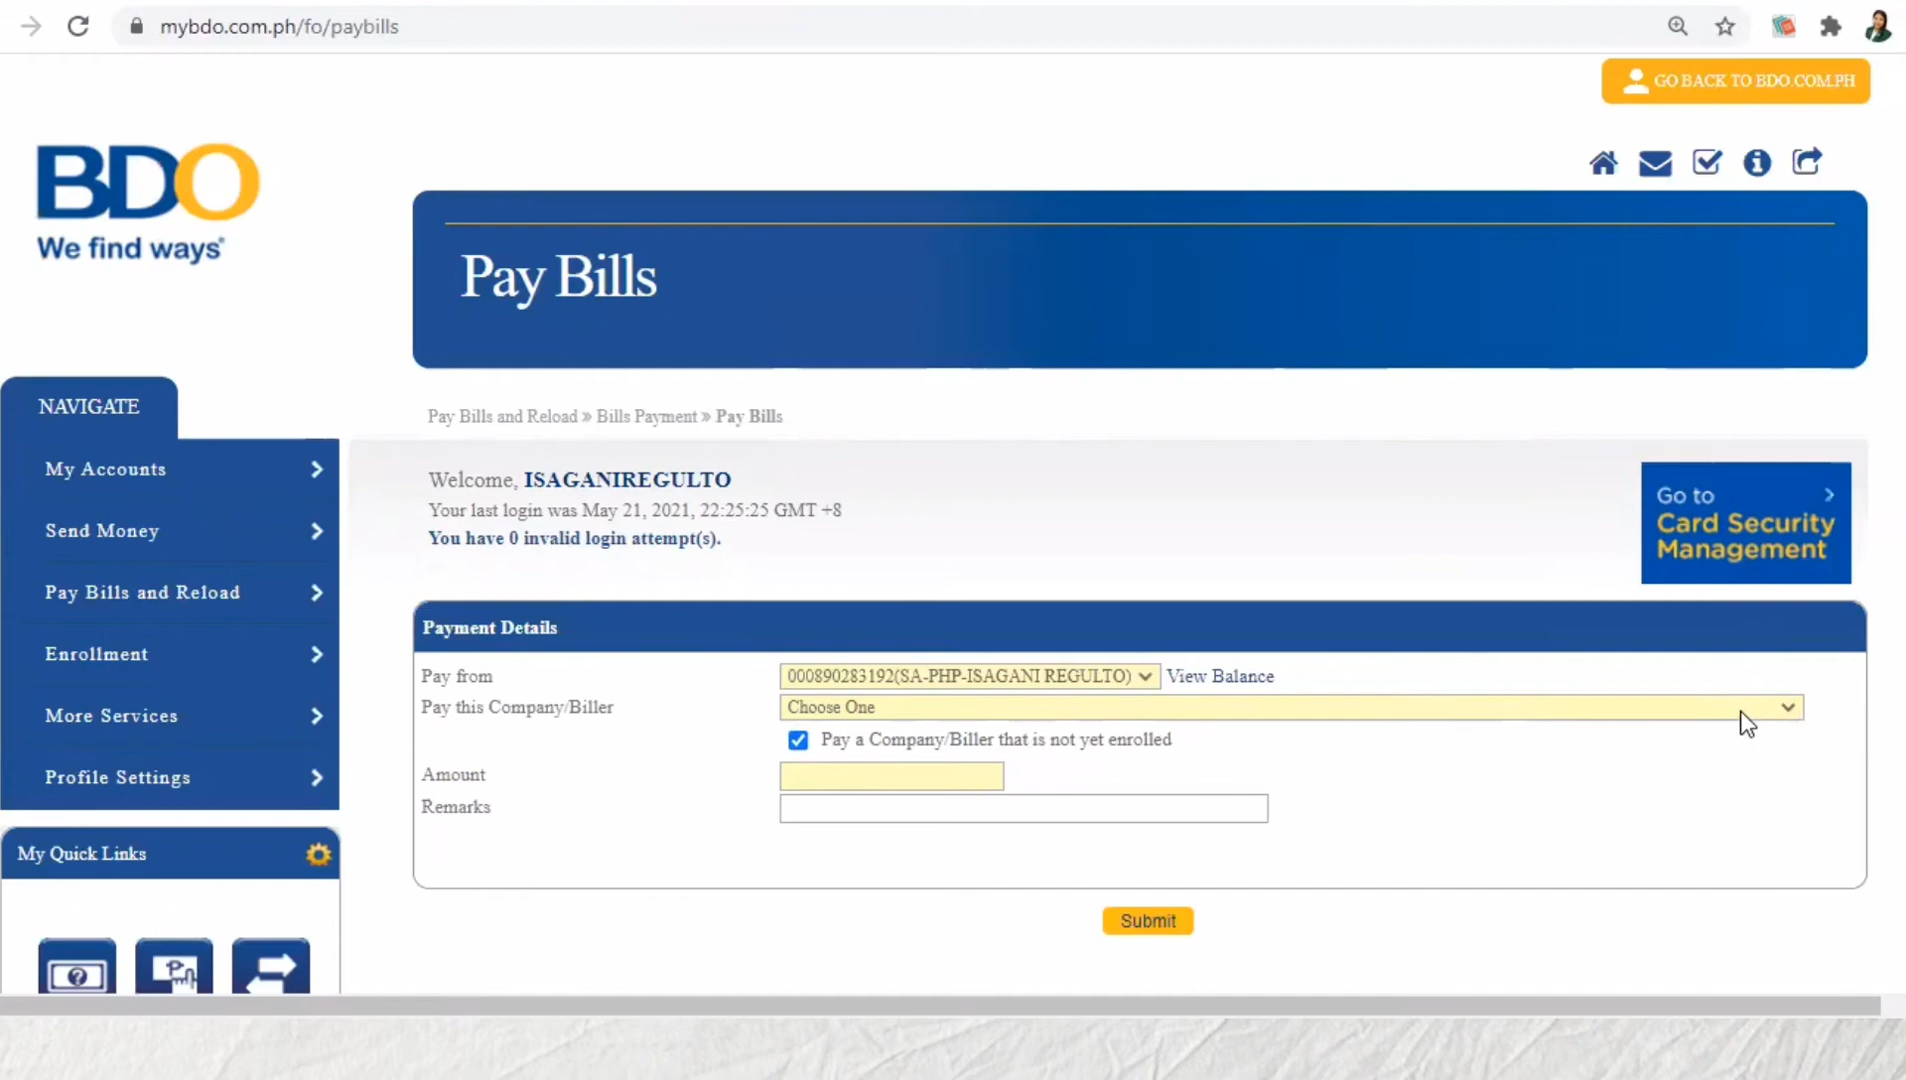 mybdo.com.ph/fo/paybills
GO BACK TO BDO.COM.PH
BDO
We find ways®
Pay Bills
NAVIGATE
Pay Bills and Reload » Bills Payment » Pay Bills
My Accounts
Send Money
Pay Bills and Reload
Enrollment
More Services
Profile Settings
Welcome, ISAGANIREGULTO
Your last login was May 21, 2021, 22:25:25 GMT +8
You have 0 invalid login attempt(s).
Go to
Card Security
Management
Payment Details
Pay from 000890283192(SA-PHP-ISAGANI REGULTO) View Balance
Pay this Company/Biller Choose One
Pay a Company/Biller that is not yet enrolled
Amount
Remarks
Submit
My Quick Links